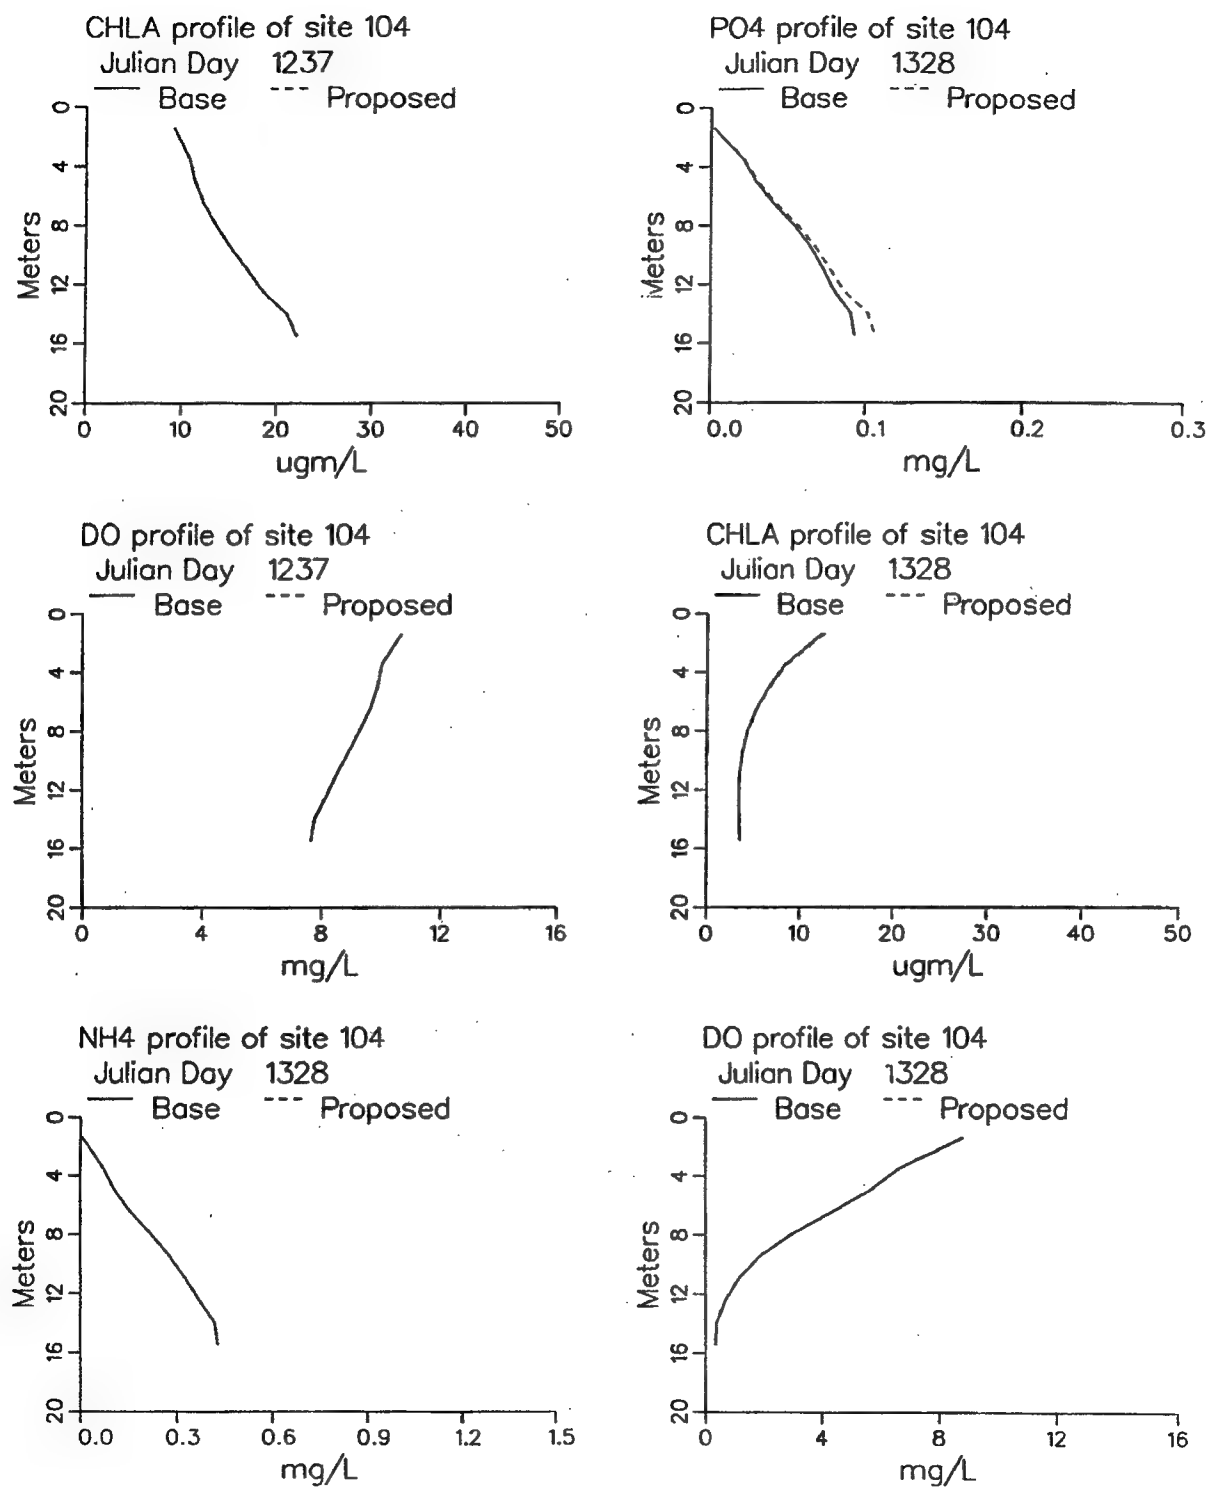 CHLA profile of site 104
Julian Day 1237
Base Proposed
0
4
8
12
16
20
Meters
0 10 20 30 40 50
ugm/L
PO4 profile of site 104
Julian Day 1328
Base Proposed
0
4
8
12
16
20
Meters
0.0 0.1 0.2 0.3
mg/L
DO profile of site 104
Julian Day 1237
Base Proposed
0
4
8
12
16
20
Meters
0 4 8 12 16
mg/L
CHLA profile of site 104
Julian Day 1328
Base Proposed
0
4
8
12
16
20
Meters
0 10 20 30 40 50
ugm/L
NH4 profile of site 104
Julian Day 1328
Base Proposed
0
4
8
12
16
20
Meters
0.0 0.3 0.6 0.9 1.2 1.5
mg/L
DO profile of site 104
Julian Day 1328
Base Proposed
0
4
8
12
16
20
Meters
0 4 8 12 16
mg/L